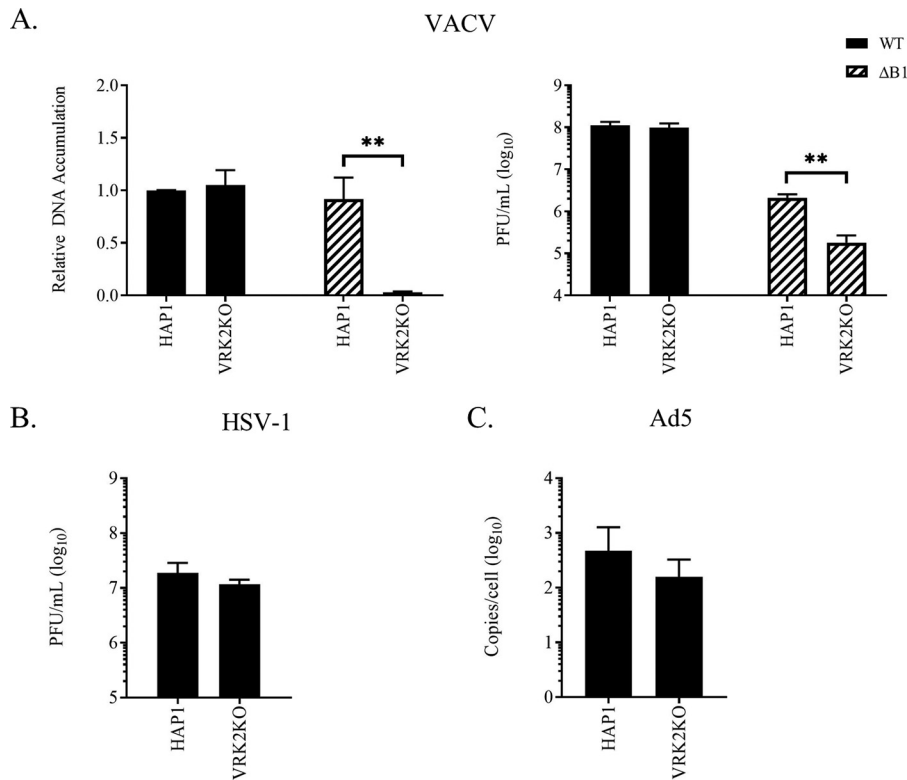 A.
VACV
WT
ΔB1
Relative DNA Accumulation
2.0
1.5
1.0
0.5
0.0
**
HAP1
VRK2KO
HAP1
VRK2KO
PFU/mL (log₁₀)
9
8
7
6
5
4
**
HAP1
VRK2KO
HAP1
VRK2KO
B.
HSV-1
PFU/mL (log₁₀)
9
8
7
6
5
HAP1
VRK2KO
C.
Ad5
Copies/cell (log₁₀)
4
3
2
1
0
HAP1
VRK2KO